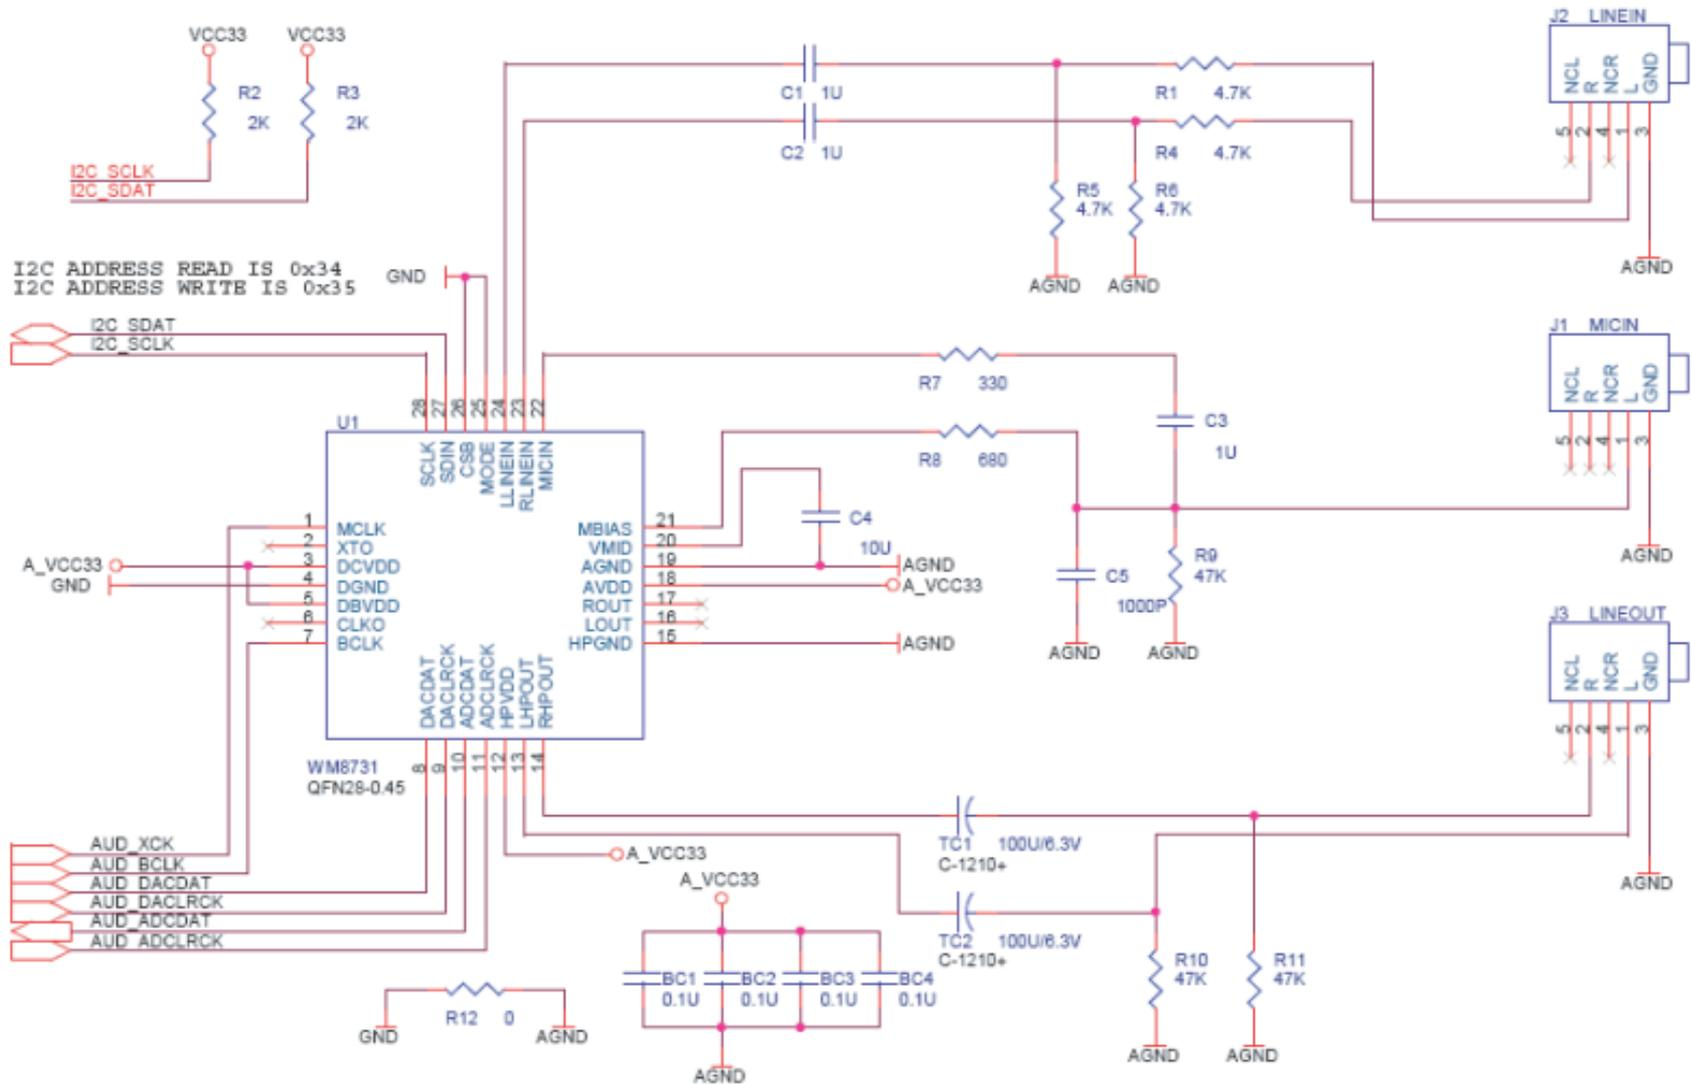 VCC33 VCC33
R2 2K
R3 2K
I2C_SCLK
I2C_SDAT
I2C ADDRESS READ IS 0x34
I2C ADDRESS WRITE IS 0x35
GND
I2C_SDAT
I2C_SCLK
C1 1U
C2 1U
R1 4.7K
R4 4.7K
R5 4.7K
R6 4.7K
AGND AGND
J2 LINEIN
NCL R NCR L GND
5 2 4 1 3
AGND
J1 MICIN
NCL R NCR L GND
5 2 4 1 3
AGND
R7 330
R8 680
C3 1U
C4 10U
C5 1000P
R9 47K
AGND AGND
U1
28 27 26 25 24 23 22
SCLK SDIN CSB MODE LLINEIN RLINEIN MICIN
A_VCC33
GND
1 MCLK
2 XTO
3 DCVDD
4 DGND
5 DBVDD
6 CLKO
7 BCLK
MBIAS 21
VMID 20
AGND 19 AGND
AVDD 18 A_VCC33
ROUT 17
LOUT 16
HPGND 15 AGND
DACDAT DACLRCK ADCDAT ADCLRCK HPVDD LHPOUT RHPOUT
8 9 10 11 12 13 14
WM8731
QFN28-0.45
J3 LINEOUT
NCL R NCR L GND
5 2 4 1 3
AGND
AUD_XCK
AUD_BCLK
AUD_DACDAT
AUD_DACLRCK
AUD_ADCDAT
AUD_ADCLRCK
A_VCC33
A_VCC33
TC1 100U/6.3V
C-1210+
TC2 100U/6.3V
C-1210+
BC1 0.1U
BC2 0.1U
BC3 0.1U
BC4 0.1U
AGND
R10 47K
R11 47K
AGND AGND
R12 0
GND AGND